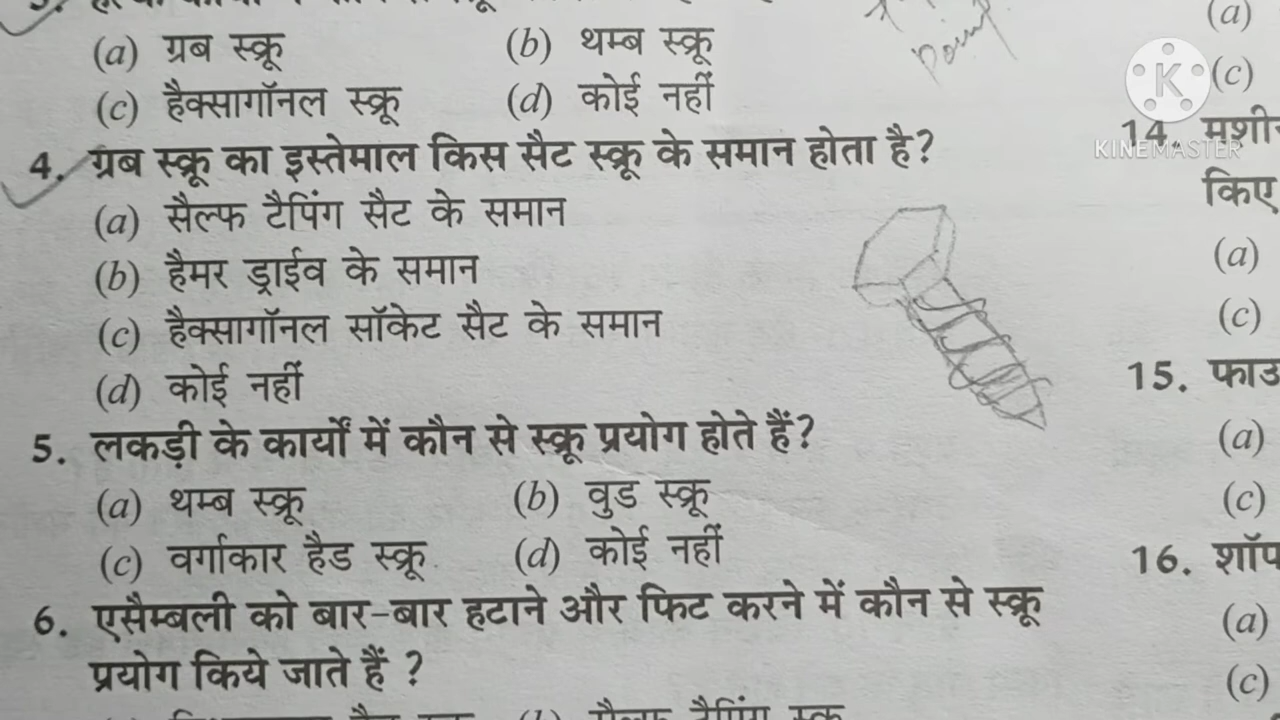 (a) ग्रब स्क्रू (b) थम्ब स्क्रू
(c) हैक्सागॉनल स्क्रू (d) कोई नहीं
4. ग्रब स्क्रू का इस्तेमाल किस सैट स्क्रू के समान होता है?
(a) सैल्फ टैपिंग सैट के समान
(b) हैमर ड्राईव के समान
(c) हैक्सागॉनल सॉकेट सैट के समान
(d) कोई नहीं
5. लकड़ी के कार्यों में कौन से स्क्रू प्रयोग होते हैं?
(a) थम्ब स्क्रू (b) वुड स्क्रू
(c) वर्गाकार हैड स्क्रू. (d) कोई नहीं
6. एसैम्बली को बार-बार हटाने और फिट करने में कौन से स्क्रू
प्रयोग किये जाते हैं ?
(b) सैल्फ टैपिंग स्क्रू
(a)
(c)
14.
किए
(a)
(c)
15.
(a)
(c)
16.
(a)
(c)
K
KINEMASTER